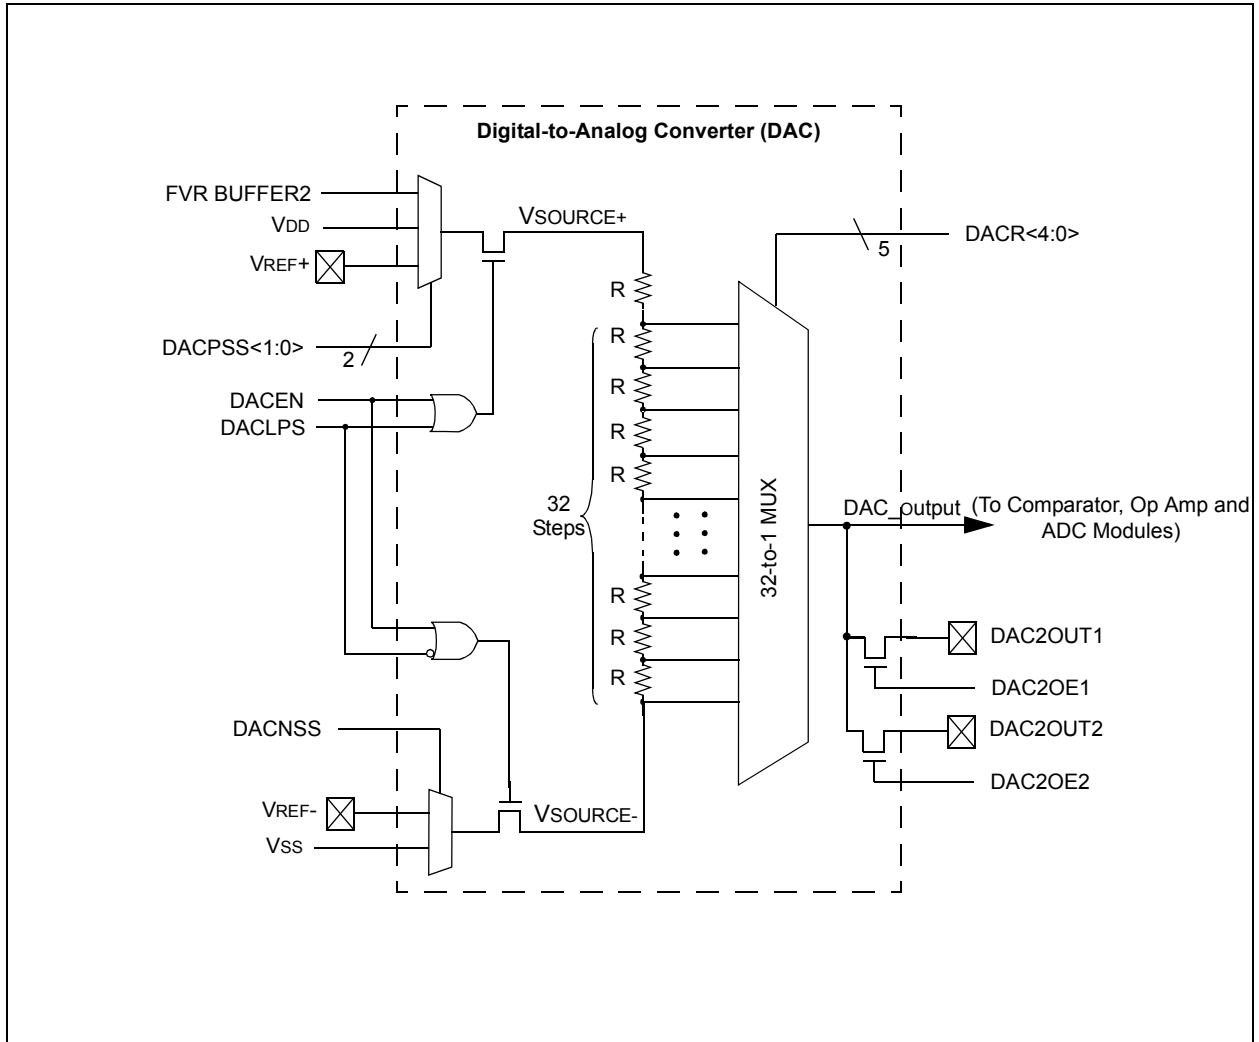 Digital-to-Analog Converter (DAC)
FVR BUFFER2
VDD
VREF+
DACPSS<1:0>
2
DACEN
DACLPS
VSOURCE+
R
R
R
R
R
32
Steps
R
R
R
32-to-1 MUX
5
DACR<4:0>
DAC_output (To Comparator, Op Amp and
ADC Modules)
DAC2OUT1
DAC2OE1
DAC2OUT2
DAC2OE2
DACNSS
VREF-
VSS
VSOURCE-